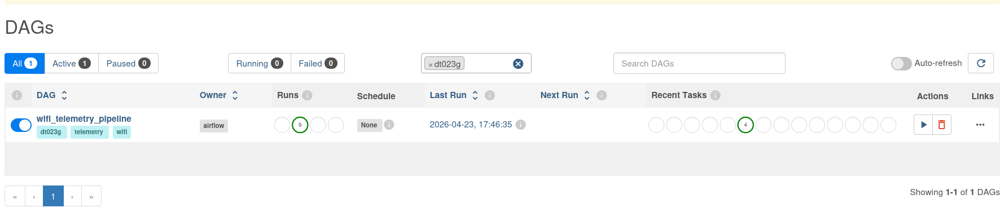 DAGs
All 1 Active 1 Paused 0 Running 0 Failed 0 × dt023g Search DAGs Auto-refresh
DAG Owner Runs Schedule Last Run Next Run Recent Tasks Actions Links
wifi_telemetry_pipeline airflow 9 None 2026-04-23, 17:46:35 4 ...
dt023g telemetry wifi
« ‹ 1 › »
Showing 1-1 of 1 DAGs